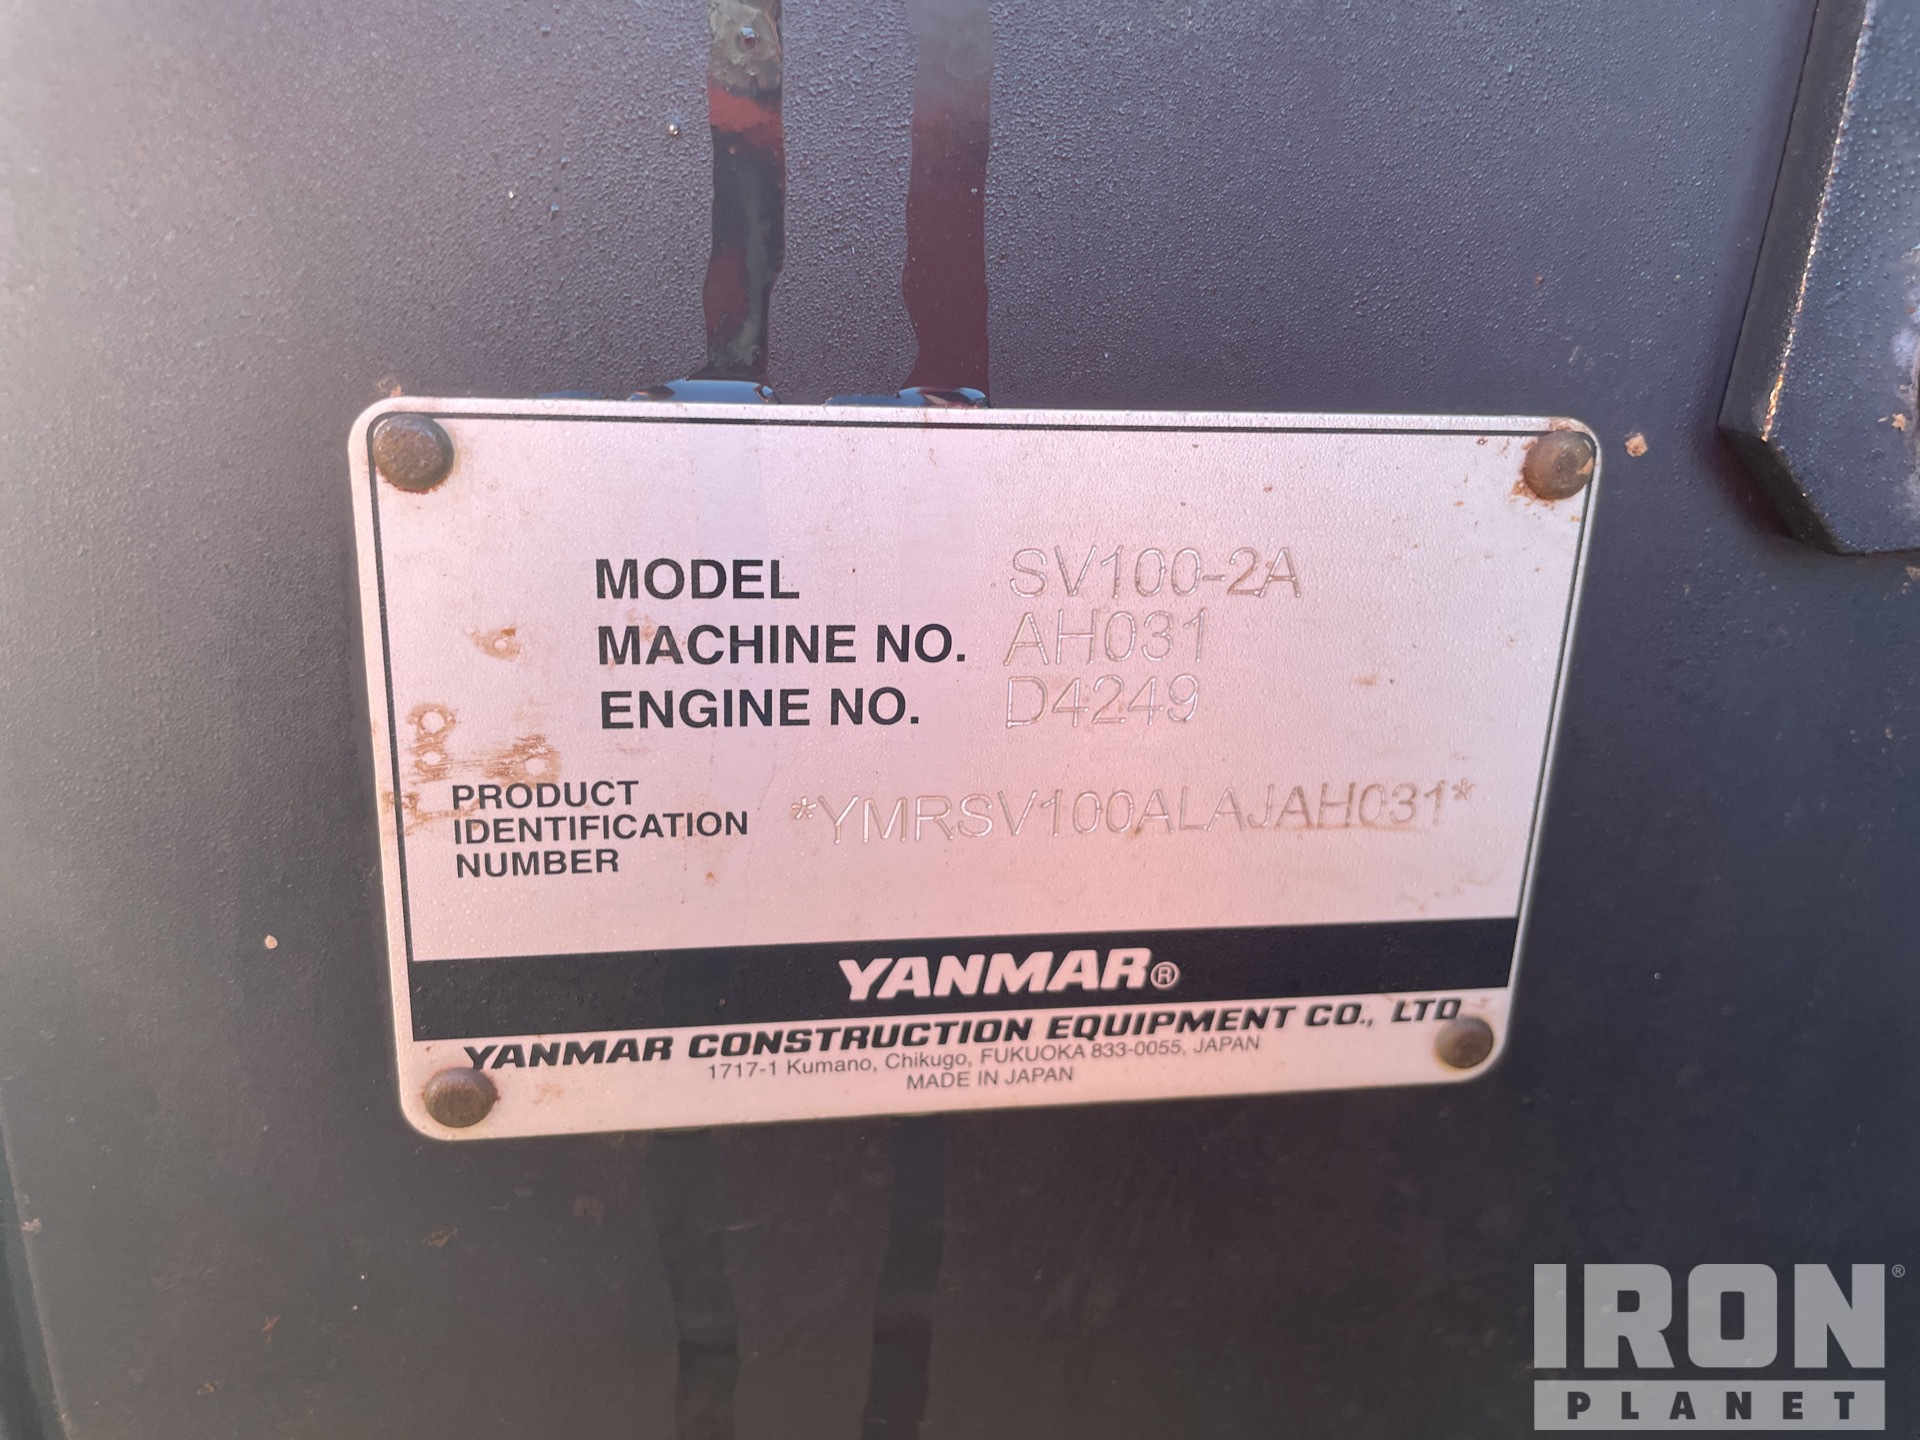 MODEL SV100-2A
MACHINE NO. AH031
ENGINE NO. D4249
PRODUCT
IDENTIFICATION
NUMBER
*YMRSV100ALAJAH031*
YANMAR®
YANMAR CONSTRUCTION EQUIPMENT CO., LTD
1717-1 Kumano, Chikugo, FUKUOKA 833-0055, JAPAN
MADE IN JAPAN
IRON®
PLANET